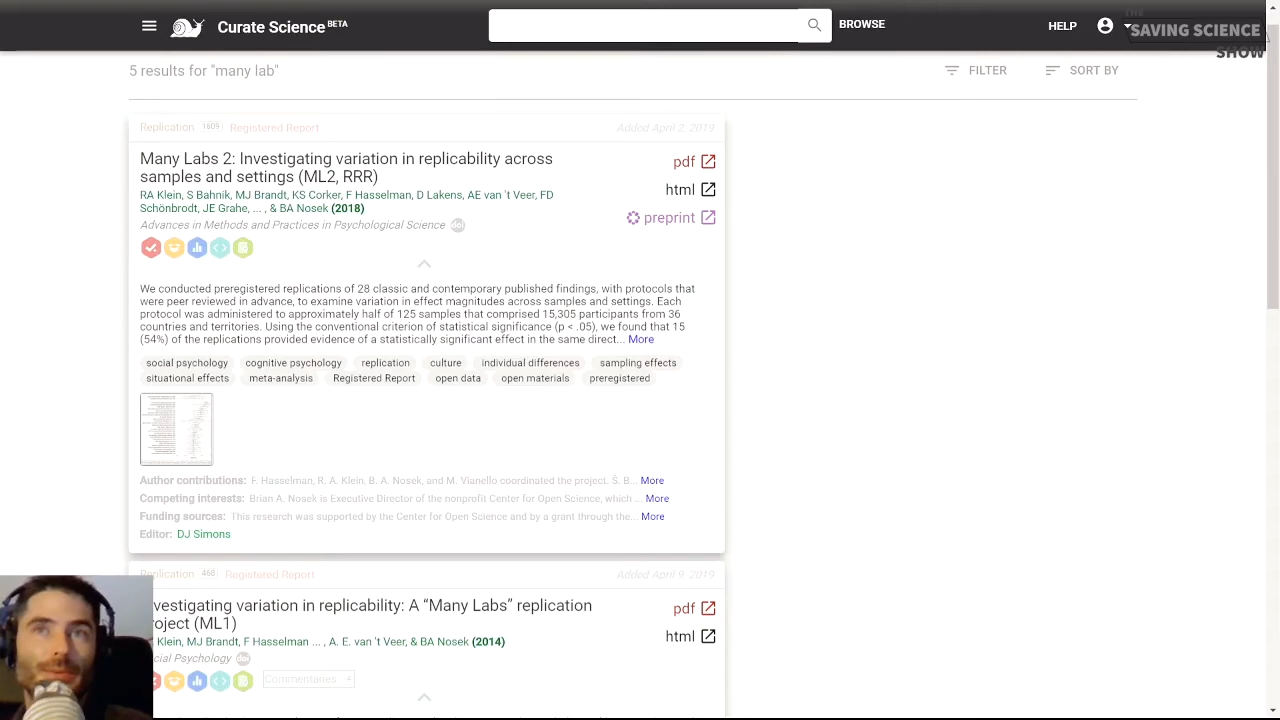 Curate Science BETA
BROWSE
HELP
THE
SAVING SCIENCE
SHOW
5 results for "many lab"
FILTER
SORT BY
Replication 1609 Registered Report
Added April 2, 2019
Many Labs 2: Investigating variation in replicability across
samples and settings (ML2, RRR)
pdf
html
preprint
RA Klein, S Bahník, MJ Brandt, KS Corker, F Hasselman, D Lakens, AE van 't Veer, FD
Schönbrodt, JE Grahe, ... , & BA Nosek (2018)
Advances in Methods and Practices in Psychological Science doi
We conducted preregistered replications of 28 classic and contemporary published findings, with protocols that
were peer reviewed in advance, to examine variation in effect magnitudes across samples and settings. Each
protocol was administered to approximately half of 125 samples that comprised 15,305 participants from 36
countries and territories. Using the conventional criterion of statistical significance (p < .05), we found that 15
(54%) of the replications provided evidence of a statistically significant effect in the same direct... More
social psychology cognitive psychology replication culture individual differences sampling effects
situational effects meta-analysis Registered Report open data open materials preregistered
Author contributions: F. Hasselman, R. A. Klein, B. A. Nosek, and M. Vianello coordinated the project. Š. B... More
Competing interests: Brian A. Nosek is Executive Director of the nonprofit Center for Open Science, which ... More
Funding sources: This research was supported by the Center for Open Science and by a grant through the... More
Editor: DJ Simons
Replication 468 Registered Report
Added April 9, 2019
vestigating variation in replicability: A “Many Labs” replication
roject (ML1)
pdf
html
Klein, MJ Brandt, F Hasselman ... , A. E. van 't Veer, & BA Nosek (2014)
cial Psychology doi
Commentaries 4